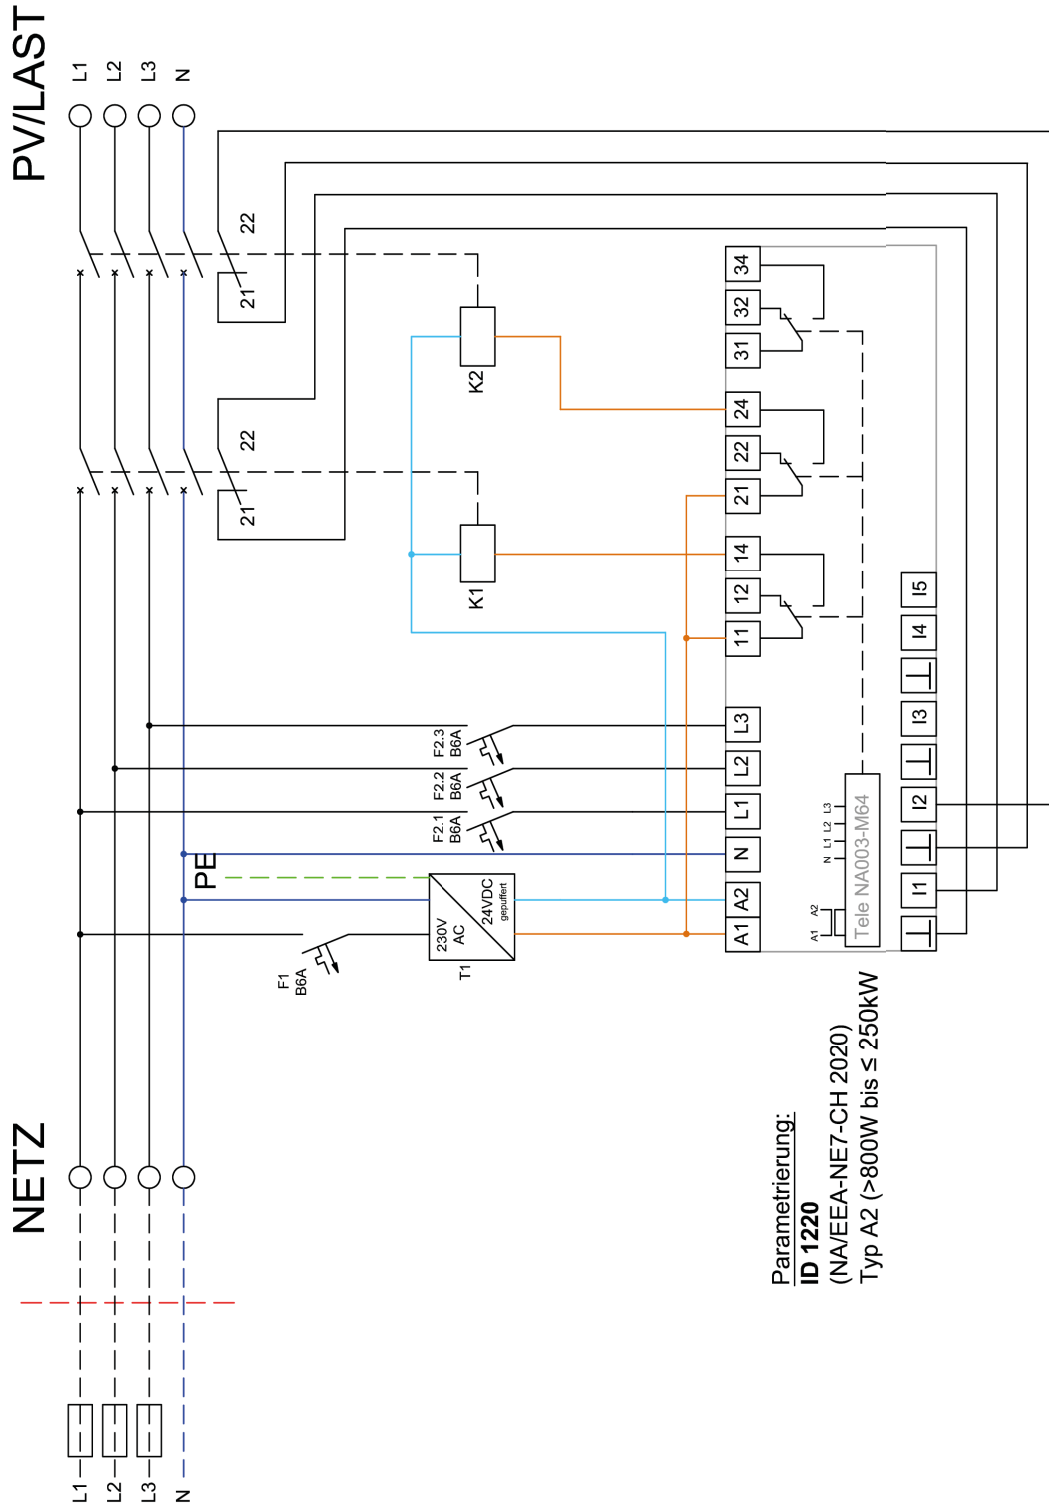 PV/LAST
L1
L2
L3
N
22
21
22
21
K2
K1
34
32
31
24
22
21
14
12
11
L3
L2
L1
N
A2
A1
F2.3
B6A
F2.2
B6A
F2.1
B6A
PE
230V
AC
24VDC
gepuffert
T1
F1
B6A
I5
I4
I3
I2
I1
L3
L2
L1
N
A2
A1
Tele NA003-M64
NETZ
L1
L2
L3
N
Parametrierung:
ID 1220
(NA/EEA-NE7-CH 2020)
Typ A2 (>800W bis ≤ 250kW